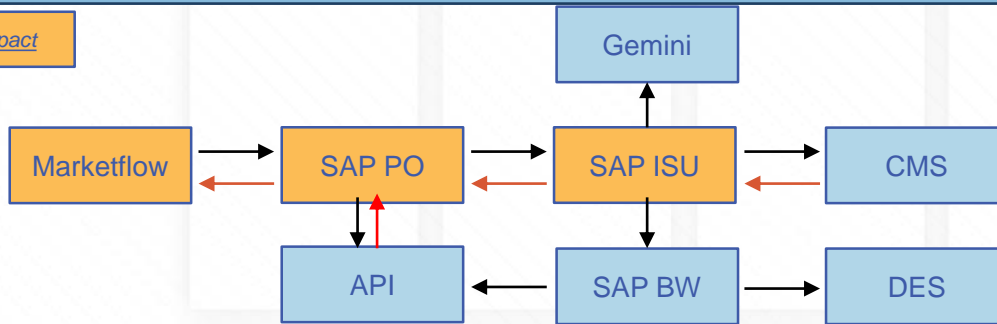 pact
Gemini
Marketflow
SAP PO
SAP ISU
CMS
API
SAP BW
DES